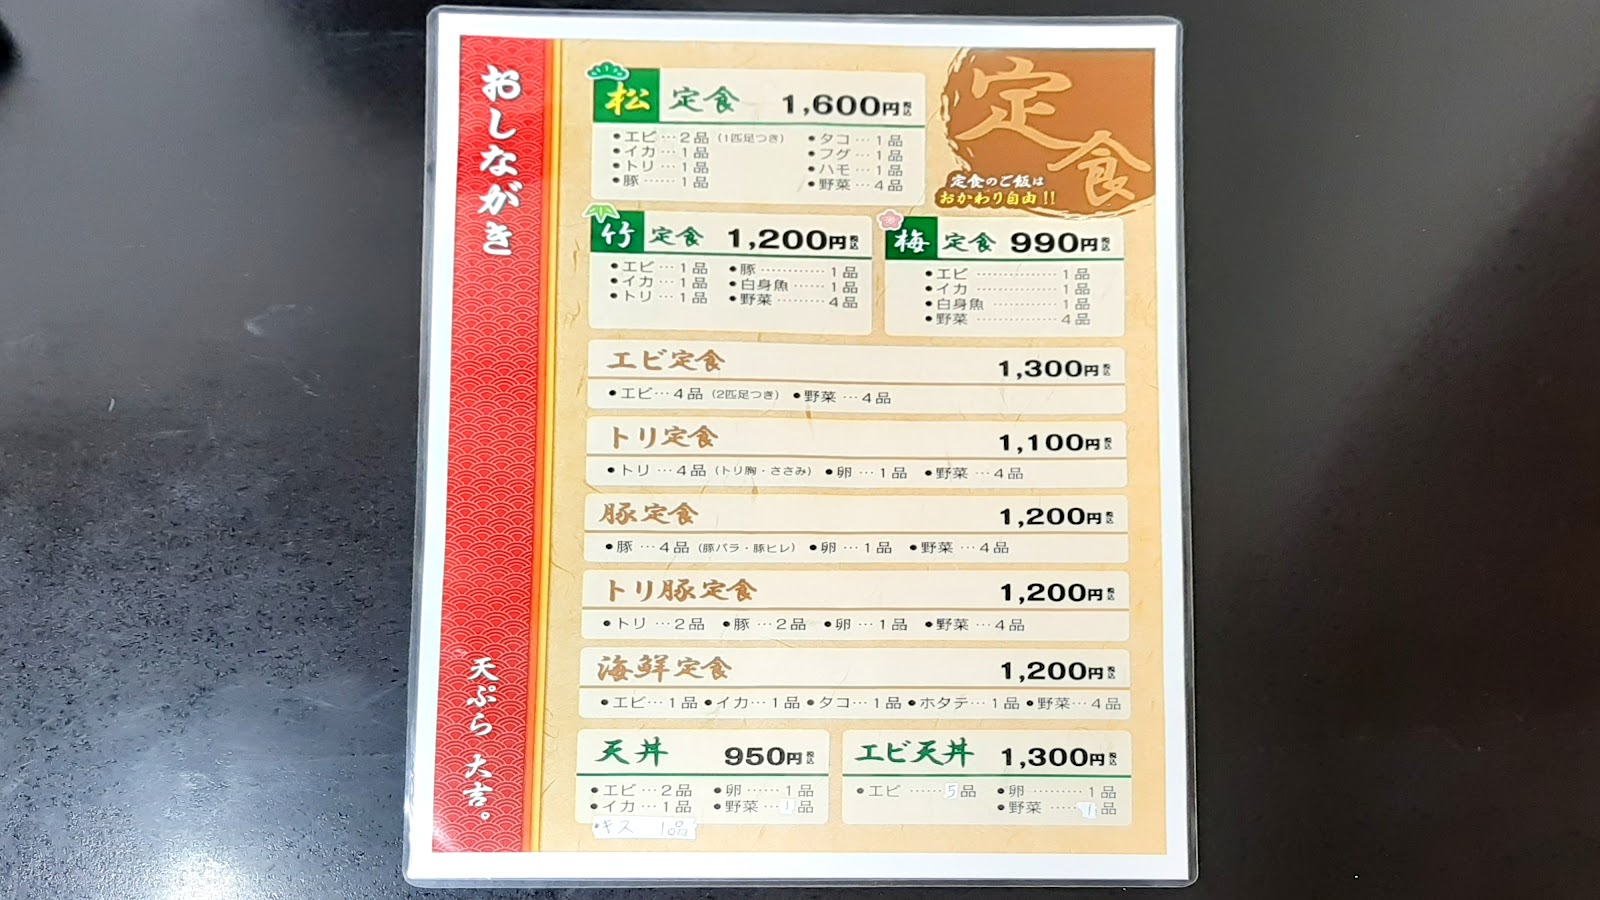 おしながき
天ぷら 大吉。
定食
定食のご飯は
おかわり自由!!
松 定食 1,600円税込
•エビ…2品(1匹足つき)
•イカ…1品
•トリ…1品
•豚……1品
•タコ…1品
•フグ…1品
•ハモ…1品
•野菜…4品
竹 定食 1,200円税込
•エビ…1品
•イカ…1品
•トリ…1品
•豚…………1品
•白身魚……1品
•野菜………4品
梅 定食 990円税込
•エビ……………1品
•イカ……………1品
•白身魚…………1品
•野菜……………4品
エビ定食 1,300円税込
•エビ…4品(2匹足つき) •野菜…4品
トリ定食 1,100円税込
•トリ…4品(トリ胸・ささみ) •卵…1品 •野菜…4品
豚定食 1,200円税込
•豚…4品(豚バラ・豚ヒレ) •卵…1品 •野菜…4品
トリ豚定食 1,200円税込
•トリ…2品 •豚…2品 •卵…1品 •野菜…4品
海鮮定食 1,200円税込
•エビ…1品 •イカ…1品 •タコ…1品 •ホタテ…1品 •野菜…4品
天丼 950円税込
•エビ…2品
•イカ…1品
•キス 1品
•卵………1品
•野菜…1品
エビ天丼 1,300円税込
•エビ……5品
•卵………1品
•野菜……1品